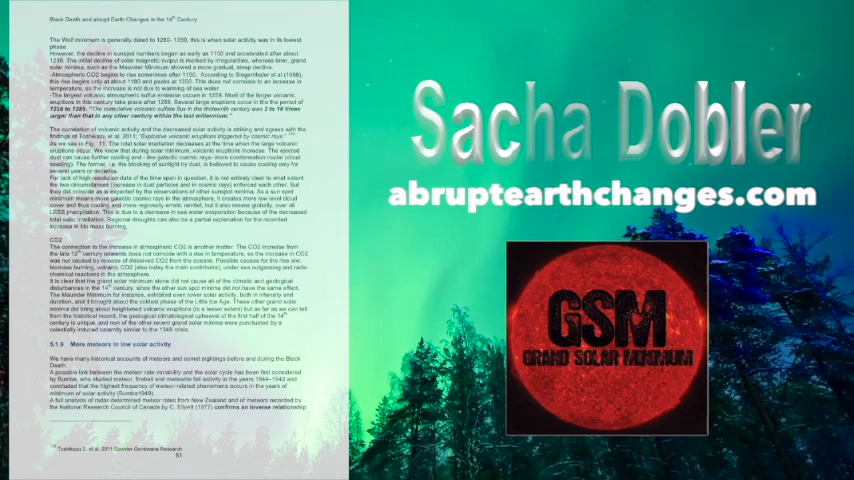 Black Death and abrupt Earth Changes in the 14th Century
The Wolf minimum is generally dated to 1280- 1350, this is when solar activity was in its lowest
phase.
However, the decline in sunspot numbers began as early as 1150 and accelerated after about
1230. The initial decline of solar magnetic output is marked by irregularities, whereas later, grand
solar minima, such as the Maunder Minimum showed a more gradual, steep decline.
-Atmospheric CO2 begins to rise sometimes after 1150. According to Siegenthaler et al (1988),
this rise begins only at about 1180 and peaks at 1350. This does not correlate to an increase in
temperature, so the increase is not due to warming of sea water.
-The largest volcanic atmospheric sulfur emission occurs in 1259. Most of the larger volcanic
eruptions in this century take place after 1259. Several large eruptions occur in the the period of
1228 to 1285. "The cumulative volcanic sulfate flux in the thirteenth century was 2 to 10 times
larger than that in any other century within the last millennium."
The correlation of volcanic activity and the decreased solar activity is striking and agrees with the
findings of Toshikazu et al, 2011; "Explosive volcanic eruptions triggered by cosmic rays."
As we see in Fig. 11, The total solar irradiation decreases at the time when the large volcanic
eruptions occur. We know that during solar minimum, volcanic eruptions increase. The ejected
dust can cause further cooling and - like galactic cosmic rays- more condensation nuclei (cloud
seeding). The former, i.e. the blocking of sunlight by dust, is believed to cause cooling only for
several years or decades.
For lack of high resolution data of the time span in question, it is not entirely clear to what extent
the two circumstances (increase in dust particles and in cosmic rays) enforced each other. But
they did coincide as is expected by the observations of other sunspot minima. As a sun spot
minimum means more galactic cosmic rays in the atmosphere, it creates more low level cloud
cover and thus cooling and more regionally erratic rainfall, but it also means globally, over all
LESS precipitation. This is due to a decrease in sea water evaporation because of the decreased
total solar irradiation. Regional droughts can also be a partial explanation for the recorded
increase in bio mass burning.
CO2
The connection to the increase in atmospheric CO2 is another matter. The CO2 increase from
the late 12th century onwards does not coincide with a rise in temperature, so the increase in CO2
was not caused by release of dissolved CO2 from the oceans. Possible causes for the rise are:
biomass burning, volcanic CO2 (also today the main contributor), under sea outgassing and radio
chemical reactions in the atmosphere.
It is clear that the grand solar minimum alone did not cause all of the climatic and geological
disturbances in the 14th century, since the other sun spot minima did not have the same effect.
The Maunder Minimum for instance, exhibited even lower solar activity, both in intensity and
duration, and it brought about the coldest phase of the Little Ice Age. These other grand solar
minima did bring about heightened volcanic eruptions (to a lesser extent) but as far as we can tell
from the historical record, the geological climatological upheaval of the first half of the 14th
century is unique, and non of the other recent grand solar minima were punctuated by a
celestially induced calamity similar to the 1348 crisis.
5.1.9 More meteors in low solar activity
We have many historical accounts of meteors and comet sightings before and during the Black
Death.
A possible link between the meteor rate variability and the solar cycle has been first considered
by Bumba, who studied meteor, fireball and meteorite fall activity in the years 1844–1943 and
concluded that the highest frequency of meteor-related phenomena occurs in the years of
minimum of solar activity (Bumba1949)
A full analysis of radar-determined meteor rates from New Zealand and of meteors recorded by
the National Research Council of Canada by C. Ellyett (1977) confirms an inverse relationship
Toshikazu E. et al; 2011 Elsevier Gondwana Research
51
Sacha Dobler
abruptearthchanges.com
GSM
GRAND SOLAR MINIMUM